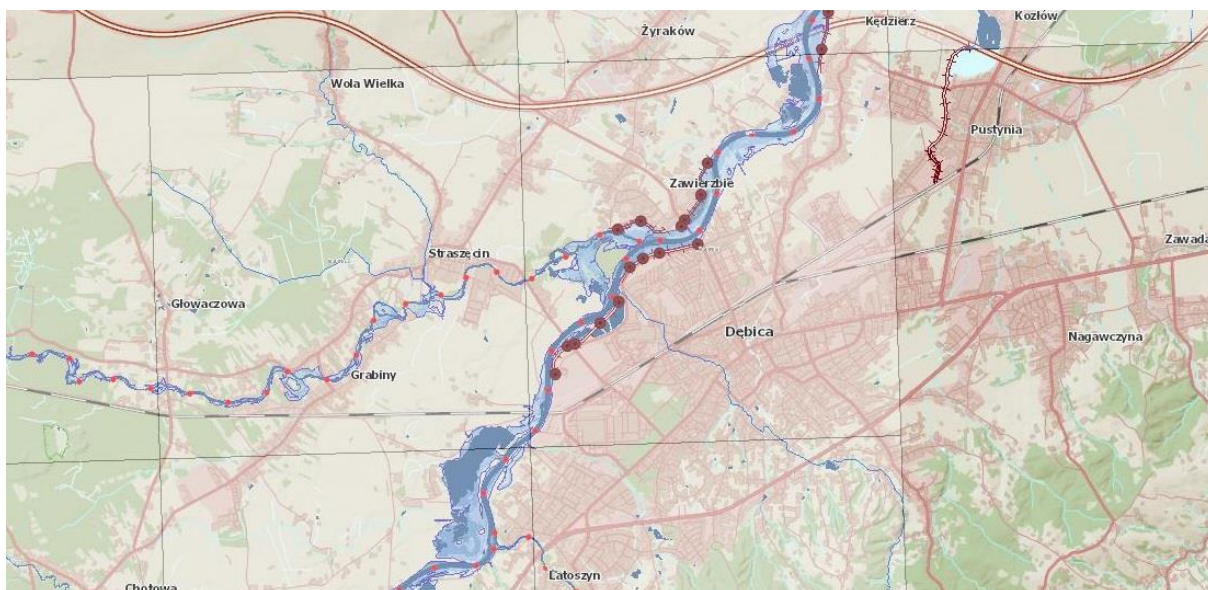 Kędzierz
Kozłów
Żyraków
Wola Wielka
Pustynia
Zawierzbie
Straszęcin
Zawada
Głowaczowa
Dębica
Nagawczyna
Grabiny
Latoszyn
Chotowa